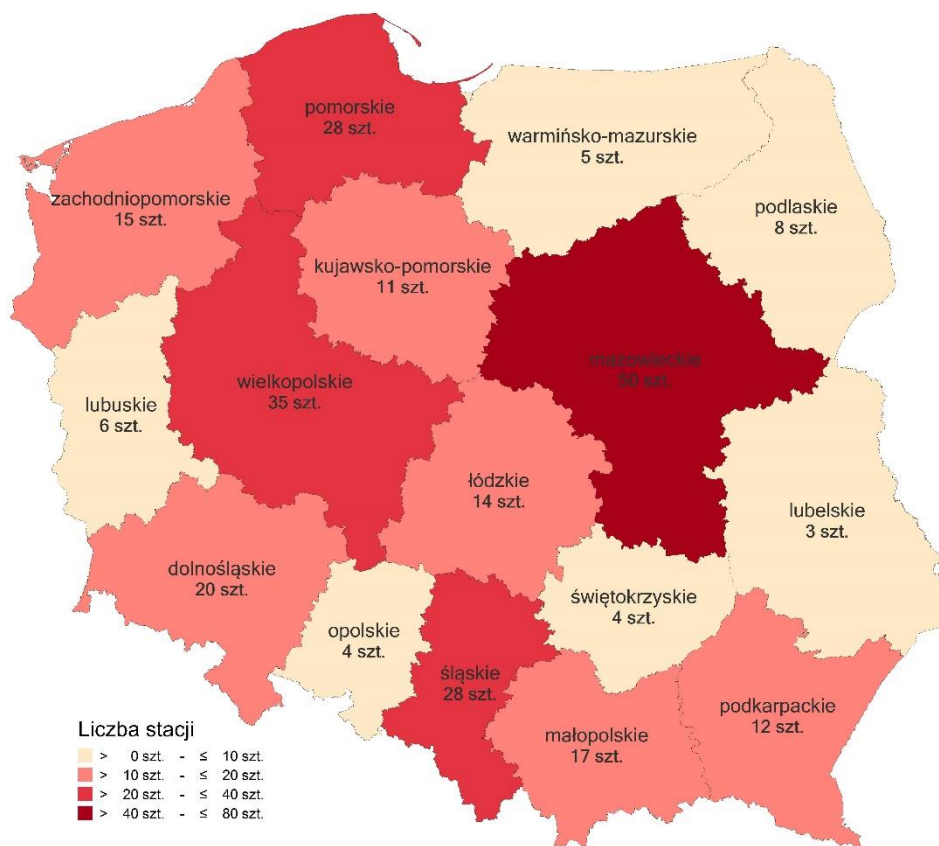 pomorskie
28 szt.
warmińsko-mazurskie
5 szt.
zachodniopomorskie
15 szt.
podlaskie
8 szt.
kujawsko-pomorskie
11 szt.
mazowieckie
50 szt.
wielkopolskie
35 szt.
lubuskie
6 szt.
łódzkie
14 szt.
lubelskie
3 szt.
dolnośląskie
20 szt.
świętokrzyskie
4 szt.
opolskie
4 szt.
śląskie
28 szt.
podkarpackie
12 szt.
małopolskie
17 szt.
Liczba stacji
> 0 szt. - ≤ 10 szt.
> 10 szt. - ≤ 20 szt.
> 20 szt. - ≤ 40 szt.
> 40 szt. - ≤ 80 szt.